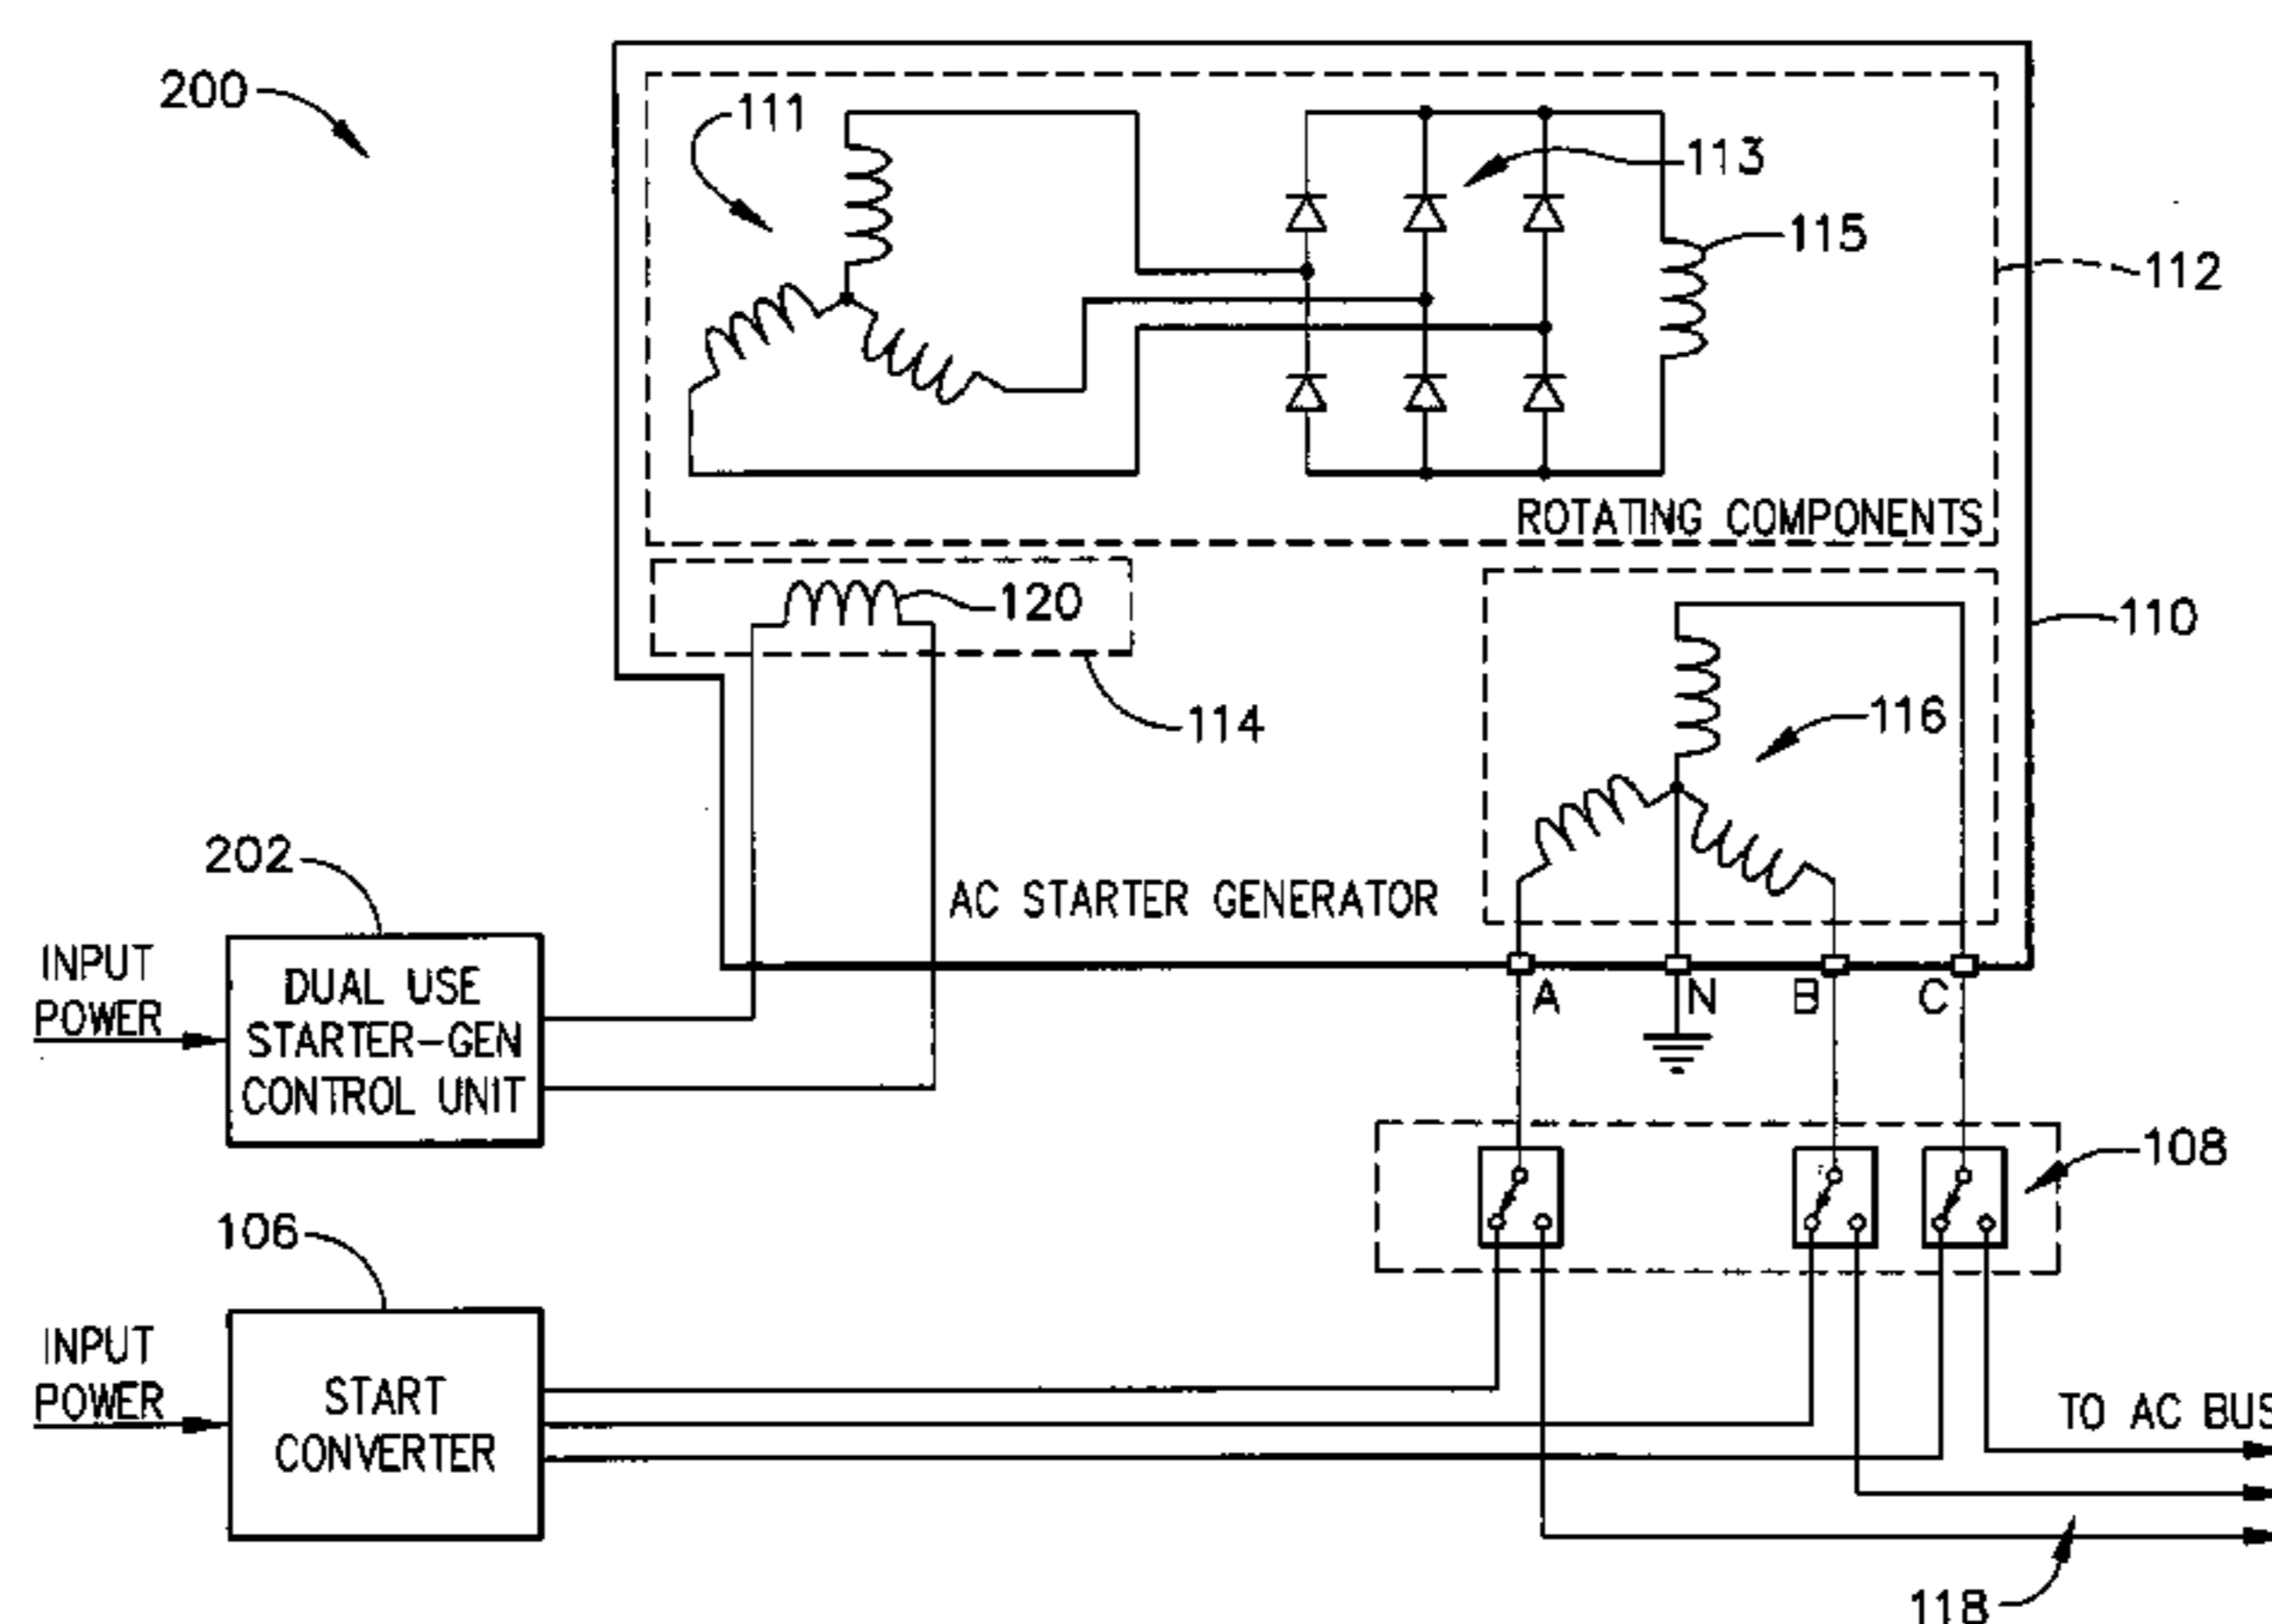 200
111
113
115
112
ROTATING COMPONENTS
120
110
114
116
202
AC STARTER GENERATOR
INPUT
POWER
DUAL USE
STARTER-GEN
CONTROL UNIT
A
N
B
C
108
106
INPUT
POWER
START
CONVERTER
TO AC BUS
118